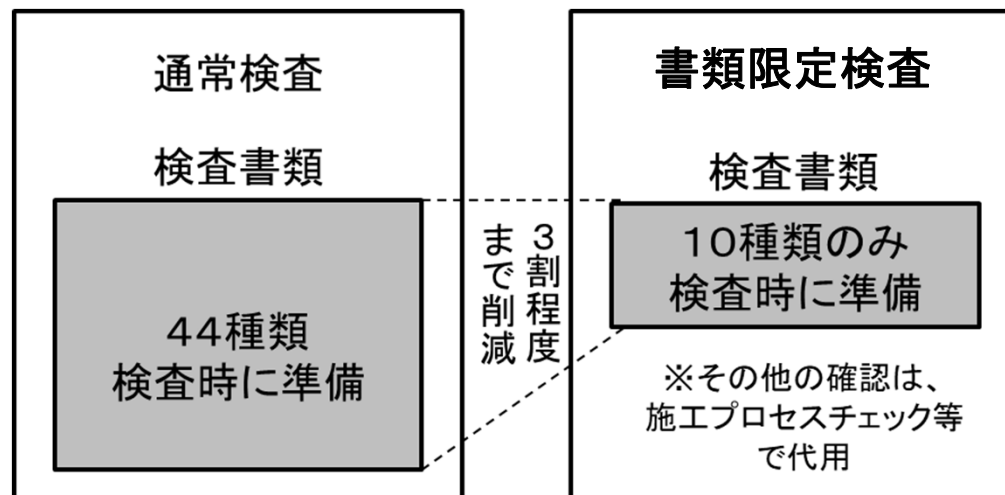 通常検査
検査書類
44種類
検査時に準備
３割程度
まで削減
書類限定検査
検査書類
10種類のみ
検査時に準備
※その他の確認は、
施工プロセスチェック等
で代用